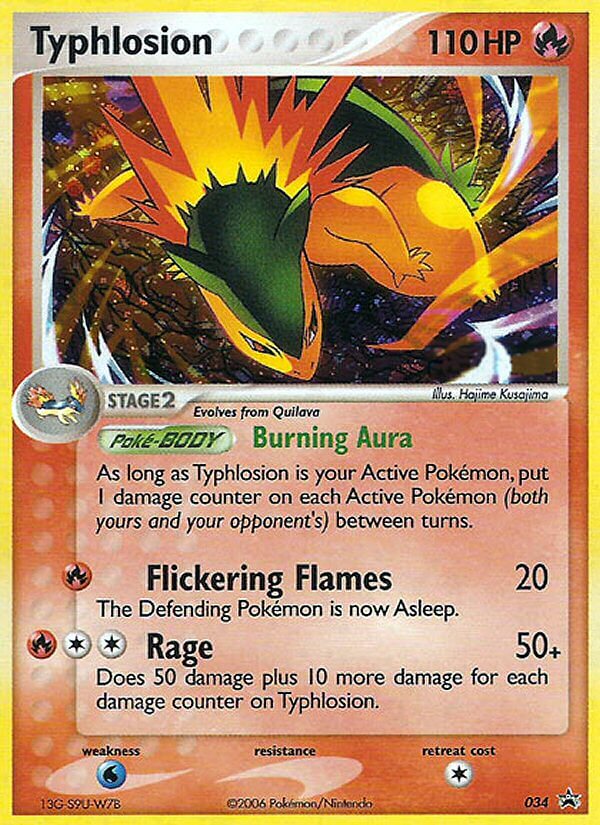 Typhlosion 110 HP
Illus. Hajime Kusajima
STAGE 2
Evolves from Quilava
Poké-BODY Burning Aura
As long as Typhlosion is your Active Pokémon, put
1 damage counter on each Active Pokémon (both
yours and your opponent's) between turns.
Flickering Flames 20
The Defending Pokémon is now Asleep.
Rage 50+
Does 50 damage plus 10 more damage for each
damage counter on Typhlosion.
weakness resistance retreat cost
13G-S9U-W7B ©2006 Pokémon/Nintendo 034